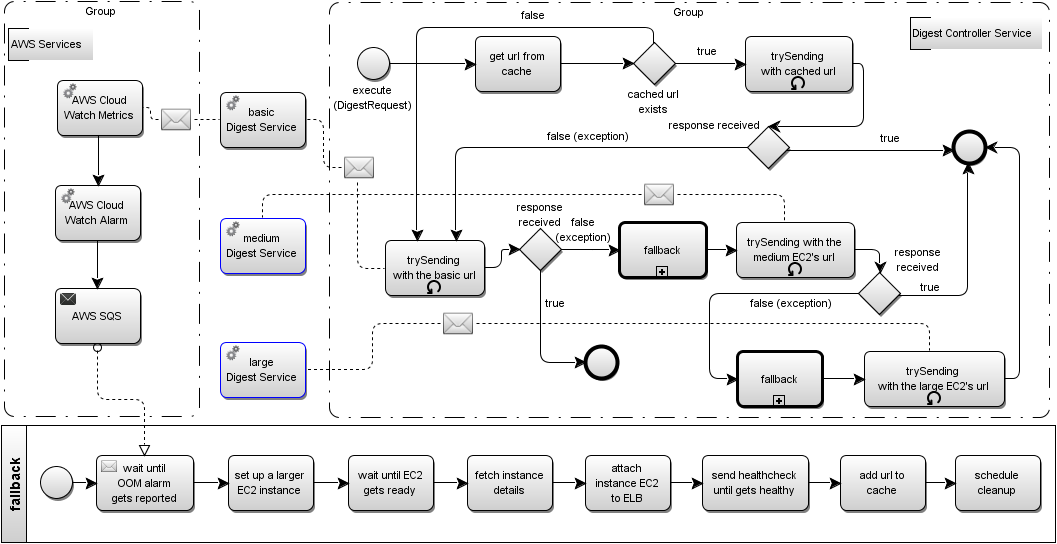 Group
AWS Services
AWS Cloud
Watch Metrics
AWS Cloud
Watch Alarm
AWS SQS
basic
Digest Service
medium
Digest Service
large
Digest Service
Group
Digest Controller Service
false
execute
(DigestRequest)
get url from
cache
cached url
exists
true
trySending
with cached url
response received
false (exception)
true
trySending
with the basic url
response
received
false
(exception)
true
fallback
trySending with the
medium EC2's url
response
received
true
false (exception)
fallback
trySending
with the large EC2's url
fallback
wait until
OOM alarm
gets reported
set up a larger
EC2 instance
wait until EC2
gets ready
fetch instance
details
attach
instance EC2
to ELB
send healthcheck
until gets healthy
add url to
cache
schedule
cleanup